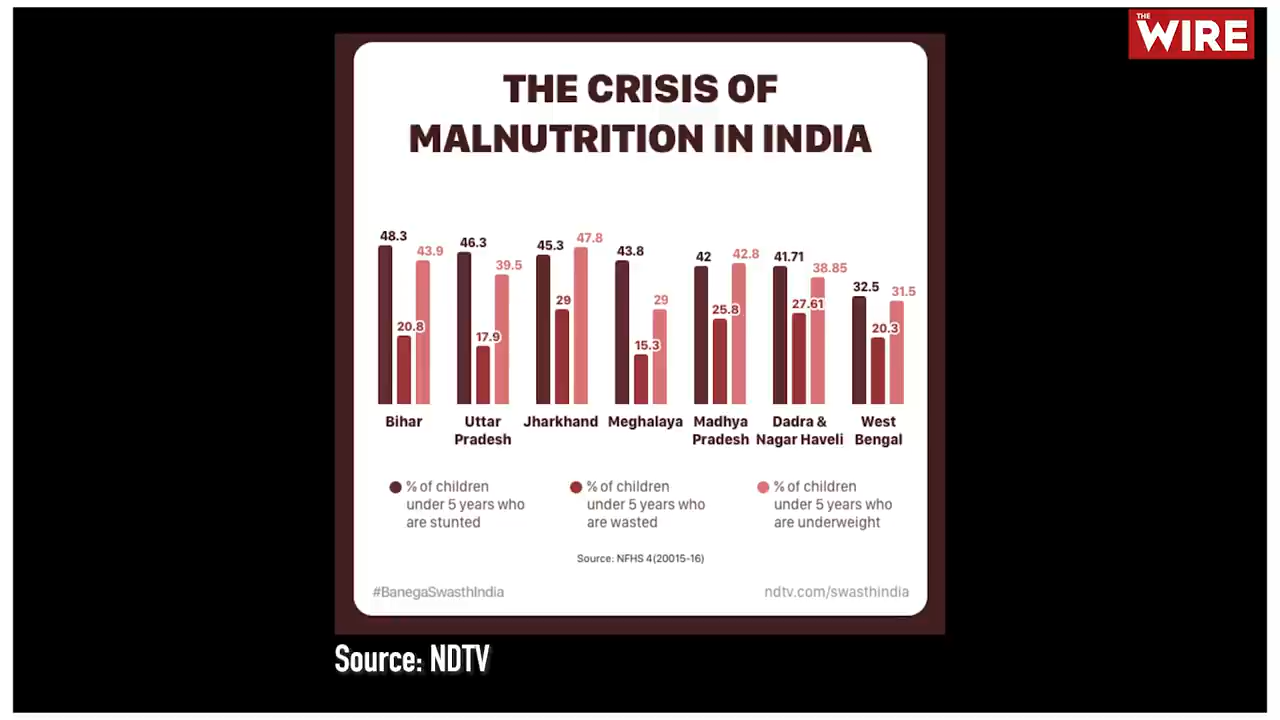 THE
WIRE
THE CRISIS OF
MALNUTRITION IN INDIA
48.3
20.8
43.9
46.3
17.9
39.5
45.3
29
47.8
43.8
15.3
29
42
25.8
42.8
41.71
27.61
38.85
32.5
20.3
31.5
Bihar
Uttar
Pradesh
Jharkhand
Meghalaya
Madhya
Pradesh
Dadra &
Nagar Haveli
West
Bengal
% of children
under 5 years who
are stunted
% of children
under 5 years who
are wasted
% of children
under 5 years who
are underweight
Source: NFHS 4(20015-16)
#BanegaSwasthIndia
ndtv.com/swasthindia
Source: NDTV